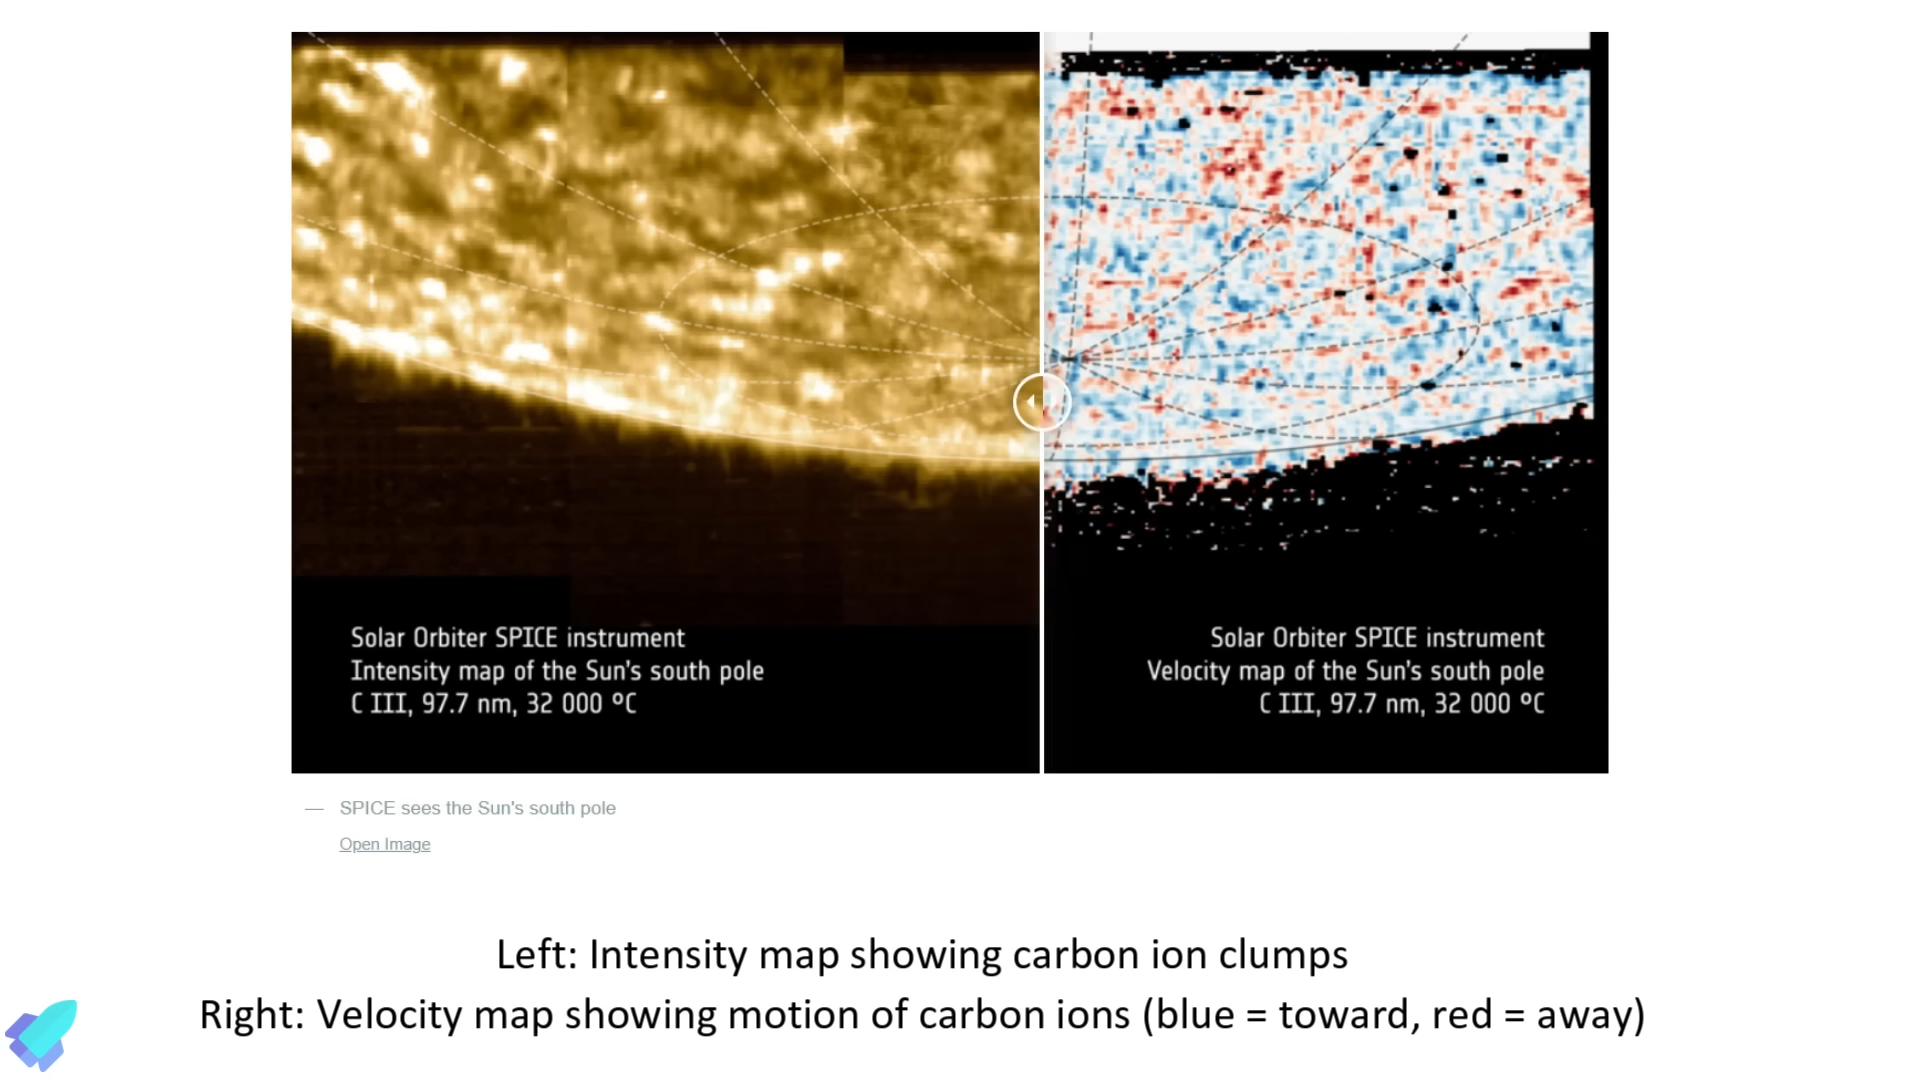 Solar Orbiter SPICE instrument
Intensity map of the Sun's south pole
C III, 97.7 nm, 32 000 ºC
Solar Orbiter SPICE instrument
Velocity map of the Sun's south pole
C III, 97.7 nm, 32 000 ºC
— SPICE sees the Sun's south pole
Open Image
Left: Intensity map showing carbon ion clumps
Right: Velocity map showing motion of carbon ions (blue = toward, red = away)